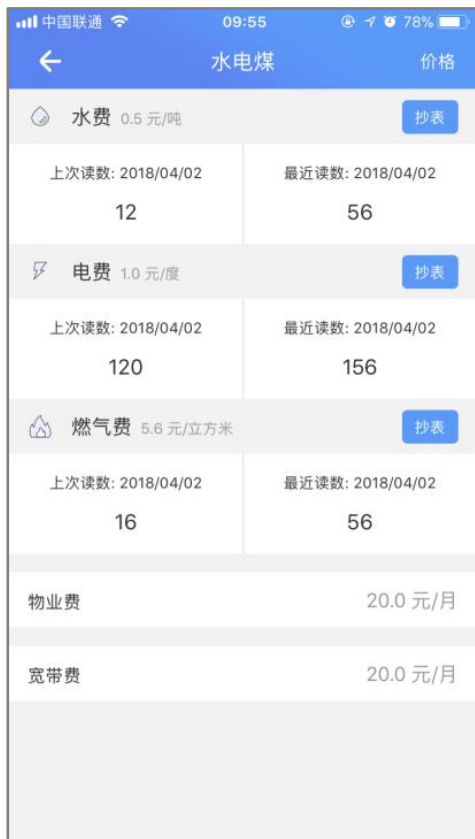 中国联通 09:55 78%
水电煤 价格
水费 0.5 元/吨 抄表
上次读数: 2018/04/02 最近读数: 2018/04/02
12 56
电费 1.0 元/度 抄表
上次读数: 2018/04/02 最近读数: 2018/04/02
120 156
燃气费 5.6 元/立方米 抄表
上次读数: 2018/04/02 最近读数: 2018/04/02
16 56
物业费 20.0 元/月
宽带费 20.0 元/月